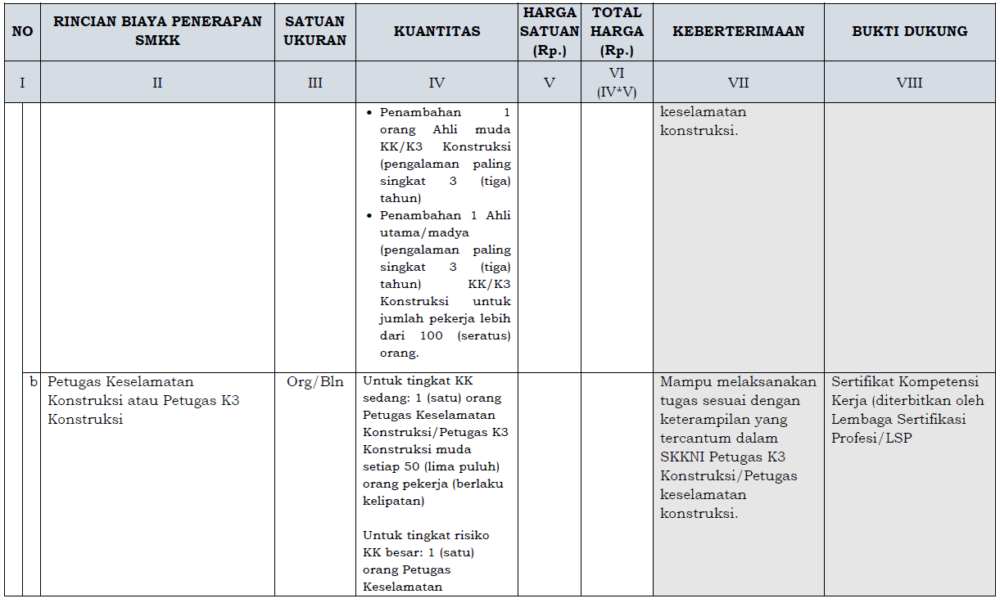 NO
RINCIAN BIAYA PENERAPAN
SMKK
SATUAN
UKURAN
KUANTITAS
HARGA
SATUAN
(Rp.)
TOTAL
HARGA
(Rp.)
KEBERTERIMAAN
BUKTI DUKUNG
I
II
III
IV
V
VI
(IV*V)
VII
VIII
• Penambahan 1
orang Ahli muda
KK/K3 Konstruksi
(pengalaman paling
singkat 3 (tiga)
tahun)
• Penambahan 1 Ahli
utama/madya
(pengalaman paling
singkat 3 (tiga)
tahun) KK/K3
Konstruksi untuk
jumlah pekerja lebih
dari 100 (seratus)
orang.
keselamatan
konstruksi.
b
Petugas Keselamatan
Konstruksi atau Petugas K3
Konstruksi
Org/Bln
Untuk tingkat KK
sedang: 1 (satu) orang
Petugas Keselamatan
Konstruksi/Petugas K3
Konstruksi muda
setiap 50 (lima puluh)
orang pekerja (berlaku
kelipatan)
Untuk tingkat risiko
KK besar: 1 (satu)
orang Petugas
Keselamatan
Mampu melaksanakan
tugas sesuai dengan
keterampilan yang
tercantum dalam
SKKNI Petugas K3
Konstruksi/Petugas
keselamatan
konstruksi.
Sertifikat Kompetensi
Kerja (diterbitkan oleh
Lembaga Sertifikasi
Profesi/LSP